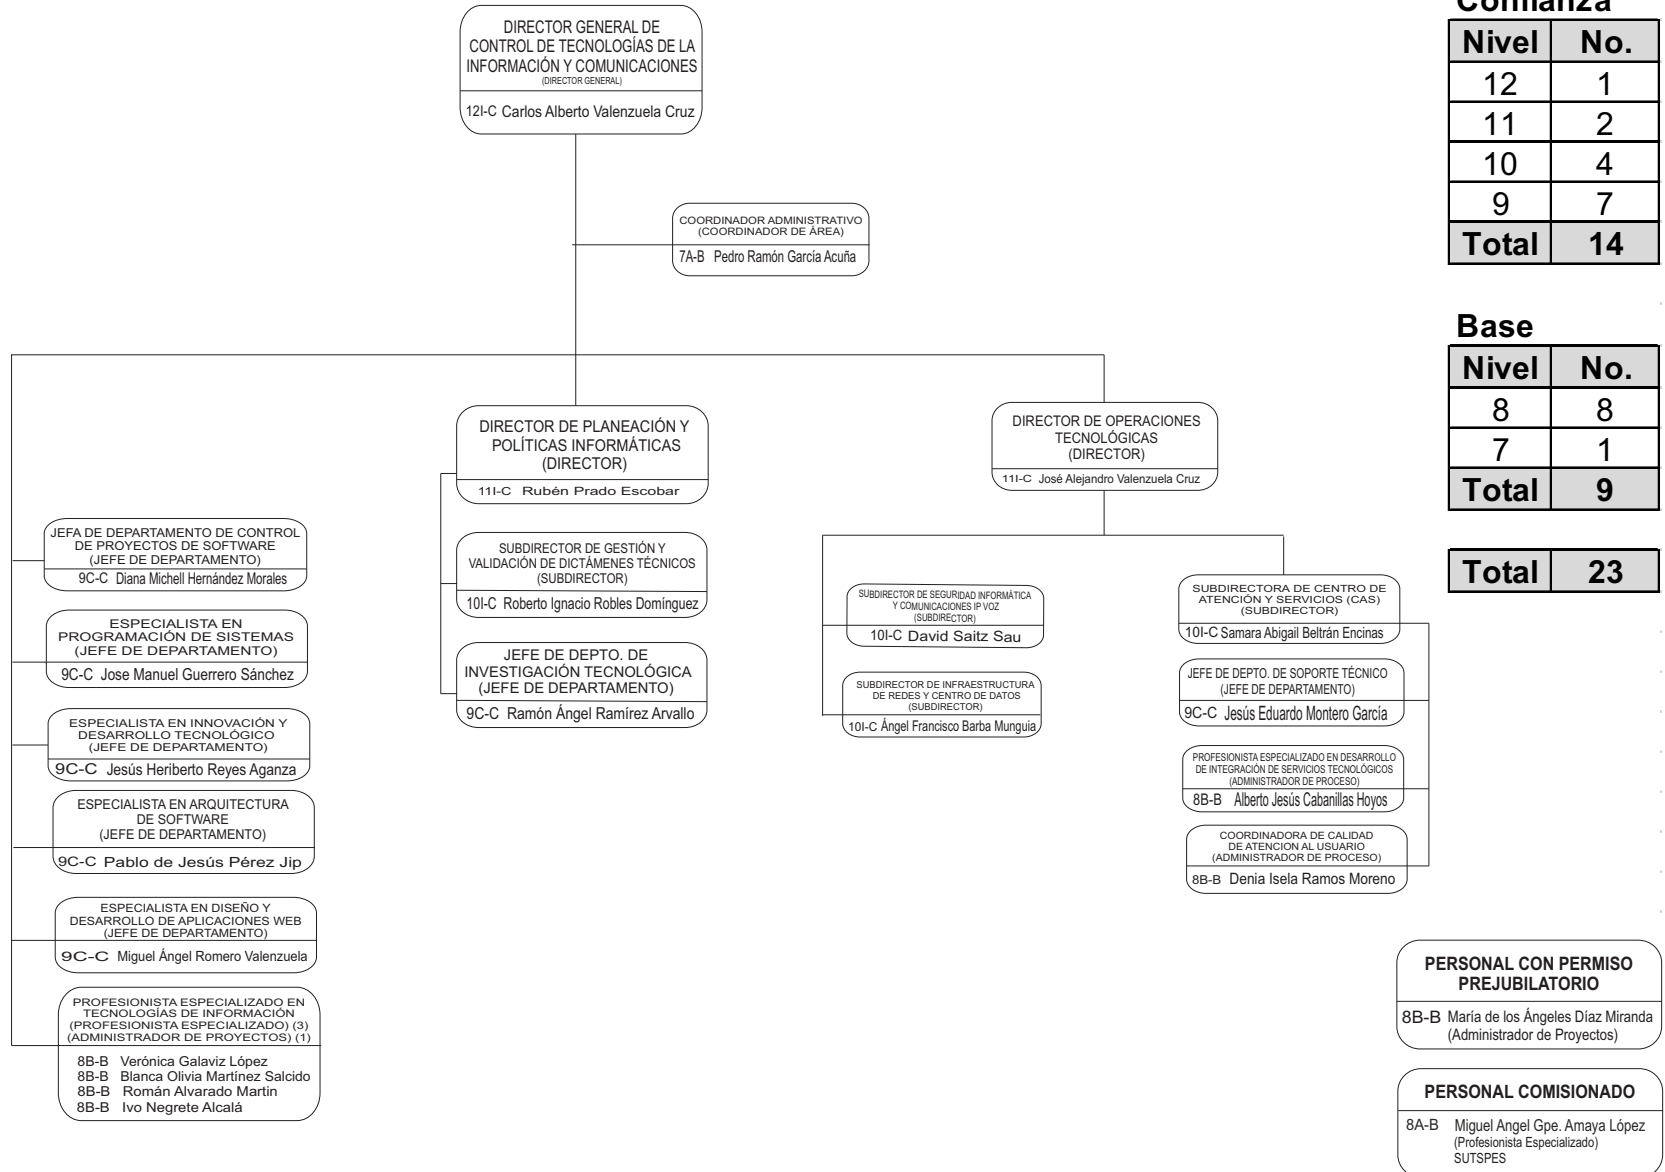 DIRECTOR GENERAL DE
CONTROL DE TECNOLOGÍAS DE LA
INFORMACIÓN Y COMUNICACIONES
(DIRECTOR GENERAL)
12I-C Carlos Alberto Valenzuela Cruz
COORDINADOR ADMINISTRATIVO
(COORDINADOR DE ÁREA)
7A-B Pedro Ramón García Acuña
JEFA DE DEPARTAMENTO DE CONTROL
DE PROYECTOS DE SOFTWARE
(JEFE DE DEPARTAMENTO)
9C-C Diana Michell Hernández Morales
ESPECIALISTA EN
PROGRAMACIÓN DE SISTEMAS
(JEFE DE DEPARTAMENTO)
9C-C Jose Manuel Guerrero Sánchez
ESPECIALISTA EN INNOVACIÓN Y
DESARROLLO TECNOLÓGICO
(JEFE DE DEPARTAMENTO)
9C-C Jesús Heriberto Reyes Aganza
ESPECIALISTA EN ARQUITECTURA
DE SOFTWARE
(JEFE DE DEPARTAMENTO)
9C-C Pablo de Jesús Pérez Jip
ESPECIALISTA EN DISEÑO Y
DESARROLLO DE APLICACIONES WEB
(JEFE DE DEPARTAMENTO)
9C-C Miguel Ángel Romero Valenzuela
PROFESIONISTA ESPECIALIZADO EN
TECNOLOGÍAS DE INFORMACIÓN
(PROFESIONISTA ESPECIALIZADO) (3)
(ADMINISTRADOR DE PROYECTOS) (1)
8B-B Verónica Galaviz López
8B-B Blanca Olivia Martínez Salcido
8B-B Román Alvarado Martin
8B-B Ivo Negrete Alcalá
DIRECTOR DE PLANEACIÓN Y
POLÍTICAS INFORMÁTICAS
(DIRECTOR)
11I-C Rubén Prado Escobar
SUBDIRECTOR DE GESTIÓN Y
VALIDACIÓN DE DICTÁMENES TÉCNICOS
(SUBDIRECTOR)
10I-C Roberto Ignacio Robles Domínguez
JEFE DE DEPTO. DE
INVESTIGACIÓN TECNOLÓGICA
(JEFE DE DEPARTAMENTO)
9C-C Ramón Ángel Ramírez Arvallo
DIRECTOR DE OPERACIONES
TECNOLÓGICAS
(DIRECTOR)
11I-C José Alejandro Valenzuela Cruz
SUBDIRECTOR DE SEGURIDAD INFORMÁTICA
Y COMUNICACIONES IP VOZ
(SUBDIRECTOR)
10I-C David Saitz Sau
SUBDIRECTOR DE INFRAESTRUCTURA
DE REDES Y CENTRO DE DATOS
(SUBDIRECTOR)
10I-C Ángel Francisco Barba Munguia
SUBDIRECTORA DE CENTRO DE
ATENCIÓN Y SERVICIOS (CAS)
(SUBDIRECTOR)
10I-C Samara Abigail Beltrán Encinas
JEFE DE DEPTO. DE SOPORTE TÉCNICO
(JEFE DE DEPARTAMENTO)
9C-C Jesús Eduardo Montero García
PROFESIONISTA ESPECIALIZADO EN DESARROLLO
DE INTEGRACIÓN DE SERVICIOS TECNOLÓGICOS
(ADMINISTRADOR DE PROCESO)
8B-B Alberto Jesús Cabanillas Hoyos
COORDINADORA DE CALIDAD
DE ATENCION AL USUARIO
(ADMINISTRADOR DE PROCESO)
8B-B Denia Isela Ramos Moreno
Confianza
Nivel No.
12 1
11 2
10 4
9 7
Total 14
Base
Nivel No.
8 8
7 1
Total 9
Total 23
PERSONAL CON PERMISO
PREJUBILATORIO
8B-B María de los Ángeles Díaz Miranda
(Administrador de Proyectos)
PERSONAL COMISIONADO
8A-B Miguel Angel Gpe. Amaya López
(Profesionista Especializado)
SUTSPES